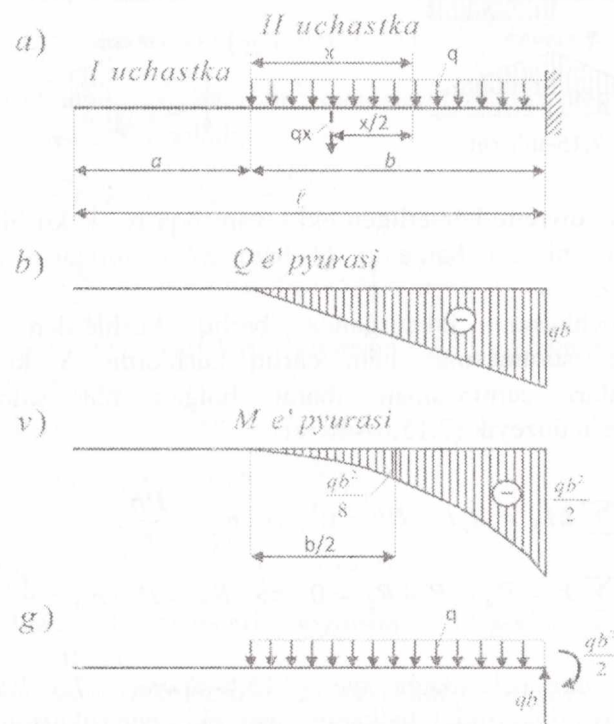 a)
II uchastka
I uchastka
x
q
qx
x/2
a
b
ℓ
b)
Q e' pyurasi
−
qb
v)
M e' pyurasi
qb²/8
−
qb²/2
b/2
g)
q
qb²/2
qb